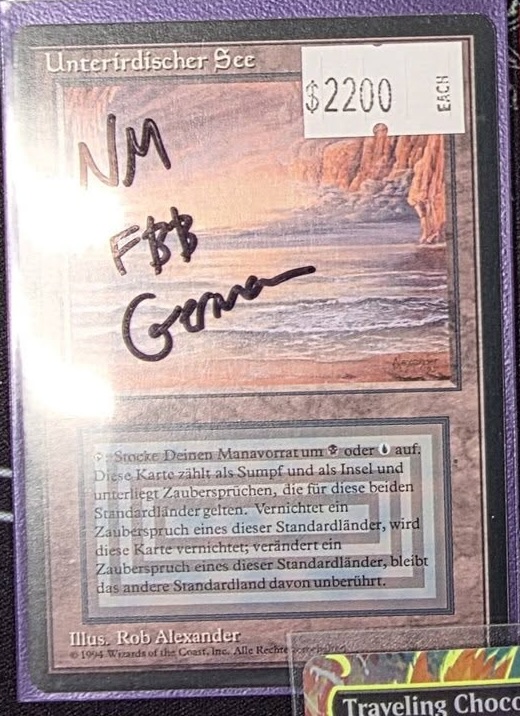 Unterirdischer See
$2200 EACH
NM
FBB
German
: Stocke Deinen Manavorrat um oder auf.
Diese Karte zählt als Sumpf und als Insel und
unterliegt Zaubersprüchen, die für diese beiden
Standardländer gelten. Vernichtet ein
Zauberspruch eines dieser Standardländer, wird
diese Karte vernichtet; verändert ein
Zauberspruch eines dieser Standardländer, bleibt
das andere Standardland davon unberührt.
Illus. Rob Alexander
© 1994 Wizards of the Coast, Inc. Alle Rechte
Traveling Choco